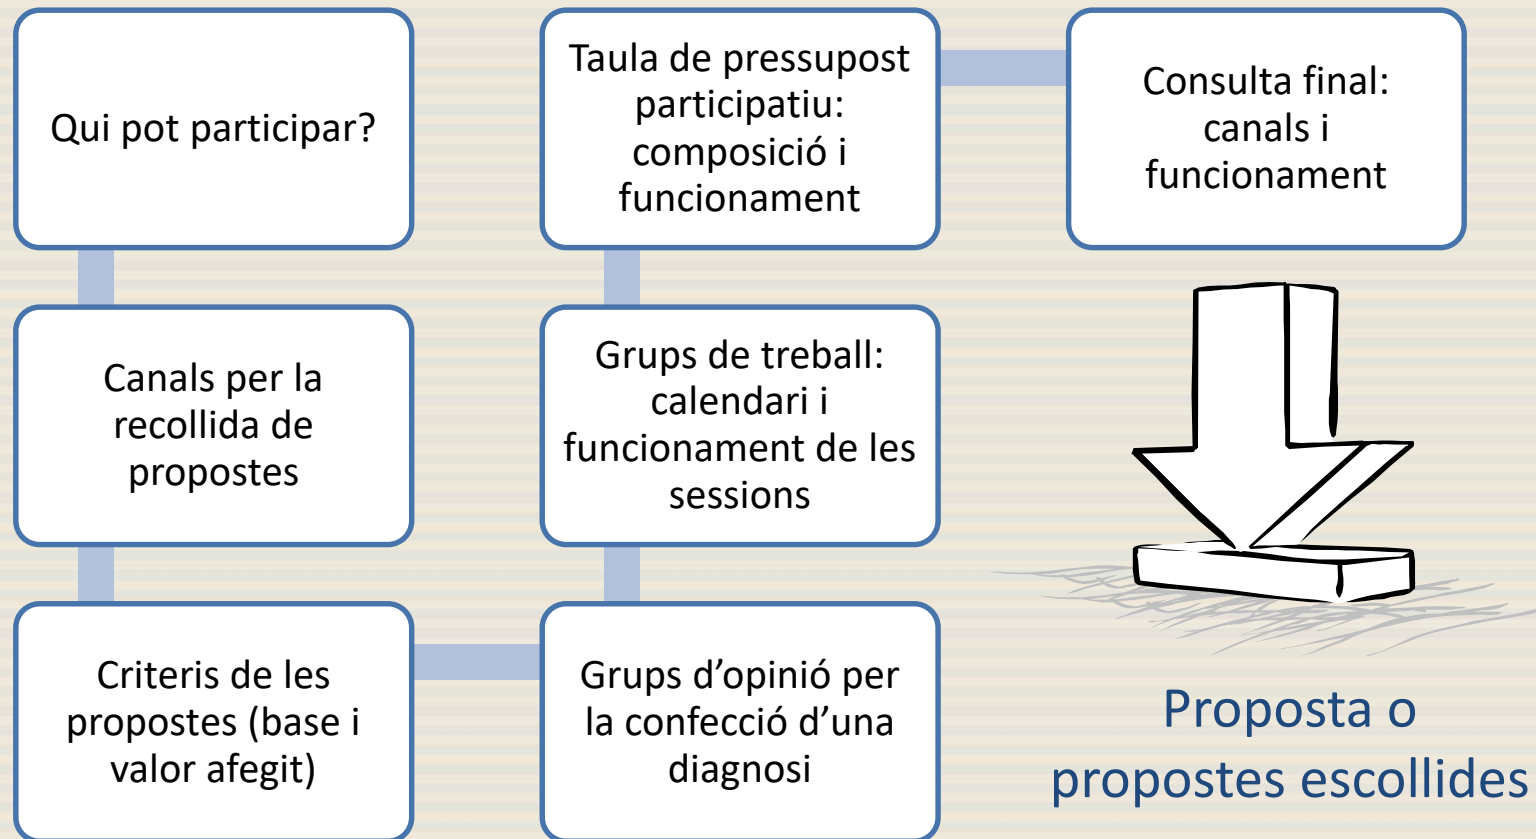 Qui pot participar?
Canals per la
recollida de
propostes
Criteris de les
propostes (base i
valor afegit)
Grups d’opinió per
la confecció d’una
diagnosi
Grups de treball:
calendari i
funcionament de les
sessions
Taula de pressupost
participatiu:
composició i
funcionament
Consulta final:
canals i
funcionament
Proposta o
propostes escollides